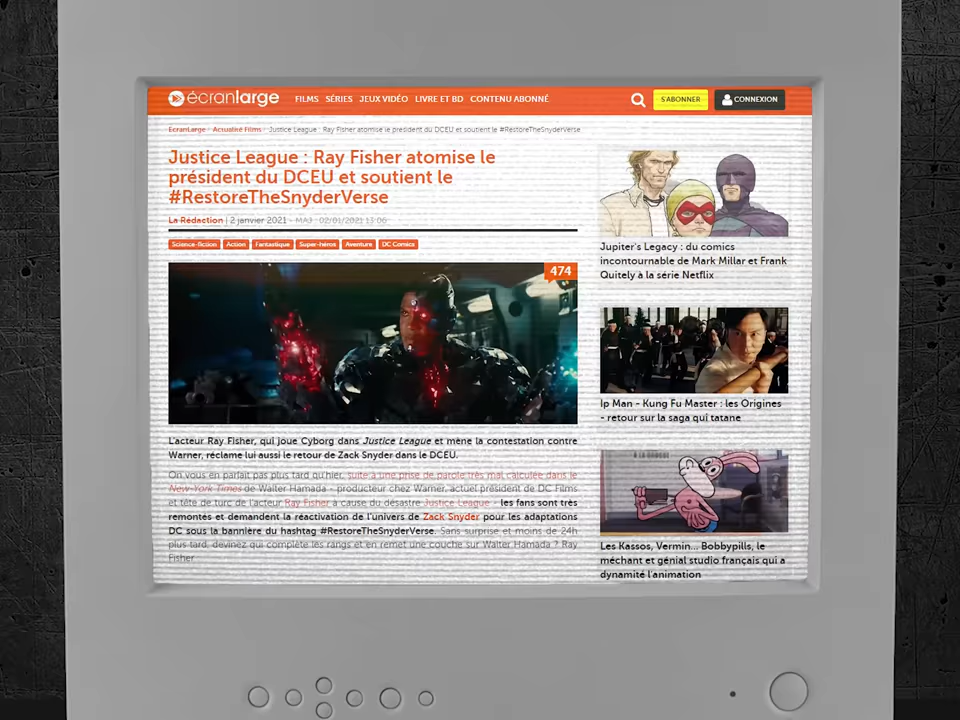 écranlarge FILMS SÉRIES JEUX VIDÉO LIVRE ET BD CONTENU ABONNÉ S'ABONNER CONNEXION
EcranLarge Actualité Films Justice League : Ray Fisher atomise le président du DCEU et soutient le #RestoreTheSnyderVerse
Justice League : Ray Fisher atomise le
président du DCEU et soutient le
#RestoreTheSnyderVerse
La Rédaction | 2 janvier 2021 - MAJ : 02/01/2021 13:06
Science-fiction Action Fantastique Super-héros Aventure DC Comics
474
L'acteur Ray Fisher, qui joue Cyborg dans Justice League et mène la contestation contre
Warner, réclame lui aussi le retour de Zack Snyder dans le DCEU.
On vous en parlait pas plus tard qu'hier, suite à une prise de parole très mal calculée dans le
New-York Times de Walter Hamada - producteur chez Warner, actuel président de DC Films
et tête de turc de l'acteur Ray Fisher à cause du désastre Justice League - les fans sont très
remontés et demandent la réactivation de l'univers de Zack Snyder pour les adaptations
DC sous la bannière du hashtag #RestoreTheSnyderVerse. Sans surprise et moins de 24h
plus tard, devinez qui complète les rangs et en remet une couche sur Walter Hamada ? Ray
Fisher.
Jupiter's Legacy : du comics
incontournable de Mark Millar et Frank
Quitely à la série Netflix
Ip Man - Kung Fu Master : les Origines
- retour sur la saga qui tatane
Les Kassos, Vermin... Bobbypills, le
méchant et génial studio français qui a
dynamité l'animation